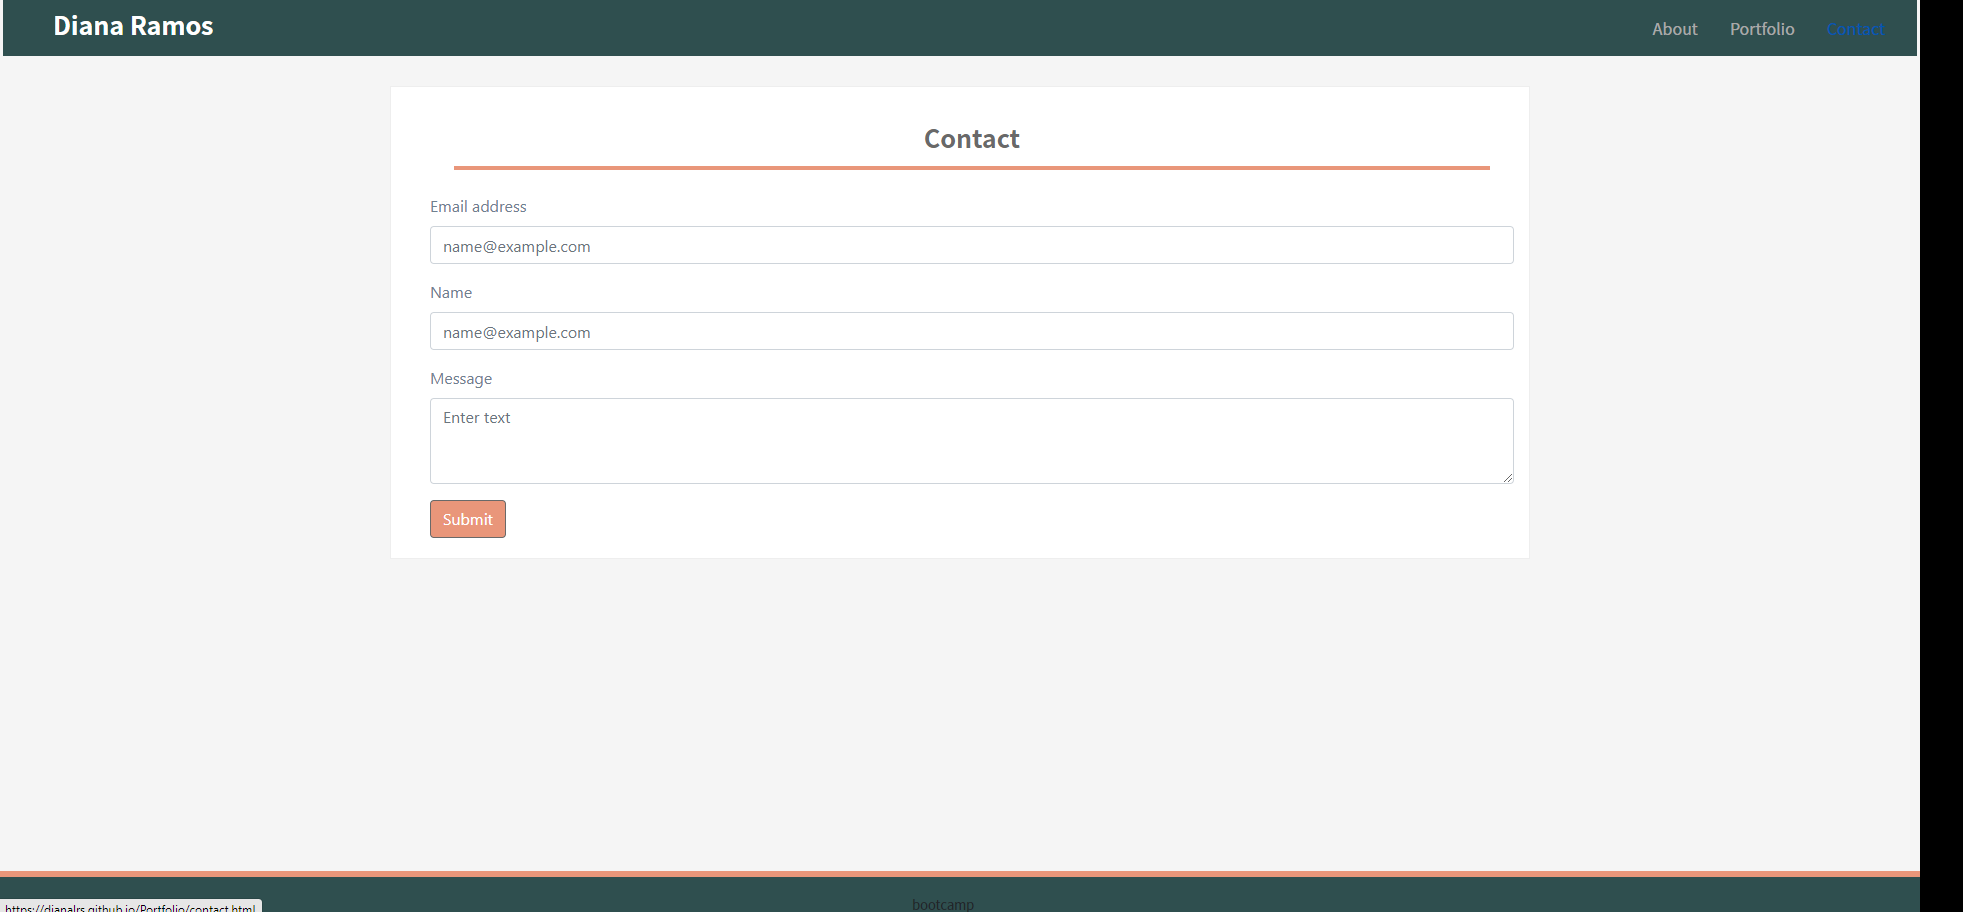 Diana Ramos
About Portfolio Contact
Contact
Email address
name@example.com
Name
name@example.com
Message
Enter text
Submit
bootcamp
https://dianalrs.github.io/Portfolio/contact.html